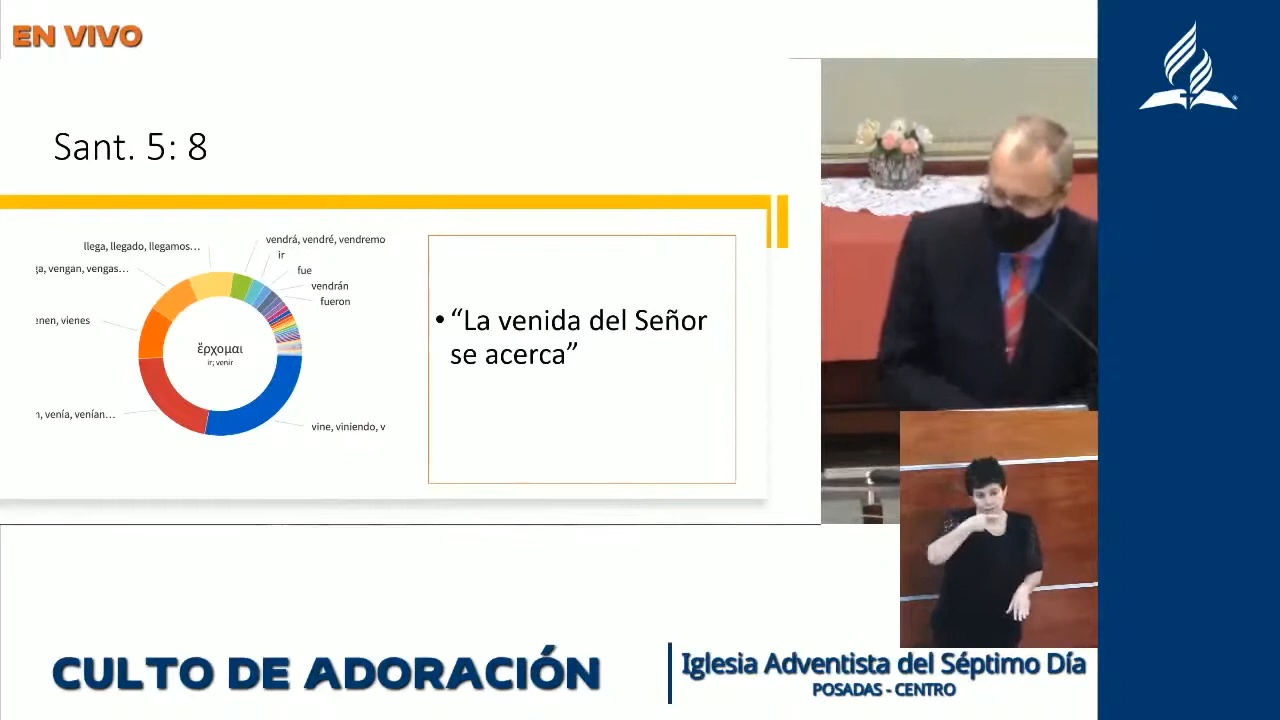 EN VIVO
Sant. 5: 8
llega, llegado, llegamos...
vendrá, vendré, vendremo
ir
ga, vengan, vengas...
fue
vendrán
fueron
enen, vienes
ἔρχομαι
ir; venir
n, venía, venían...
vine, viniendo, v
• “La venida del Señor
se acerca”
CULTO DE ADORACIÓN
Iglesia Adventista del Séptimo Día
POSADAS - CENTRO